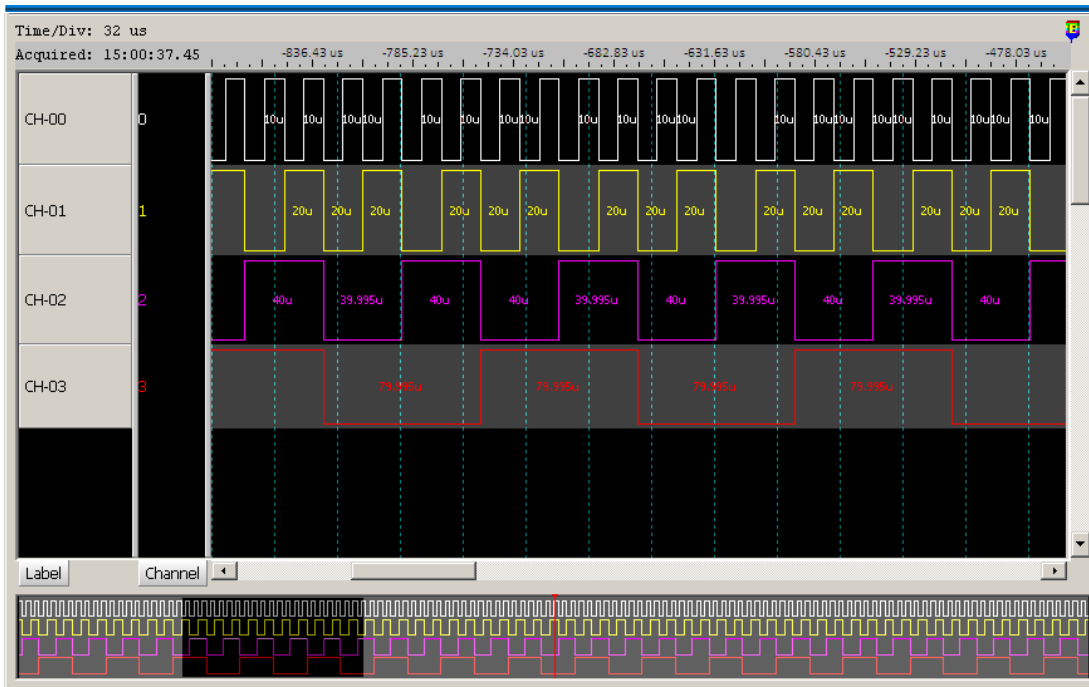 Time/Div: 32 us
Acquired: 15:00:37.45
-836.43 us -785.23 us -734.03 us -682.83 us -631.63 us -580.43 us -529.23 us -478.03 us
CH-00 0 10u 10u 10u 10u 10u 10u 10u 10u 10u 10u 10u 10u 10u 10u 10u 10u 10u 10u 10u 10u 10u 10u
CH-01 1 20u 20u 20u 20u 20u 20u 20u 20u 20u 20u 20u 20u 20u 20u 20u
CH-02 2 40u 39.995u 40u 40u 39.995u 40u 39.995u 40u 39.995u 40u
CH-03 3 79.995u 79.995u 79.995u 79.995u
Label Channel